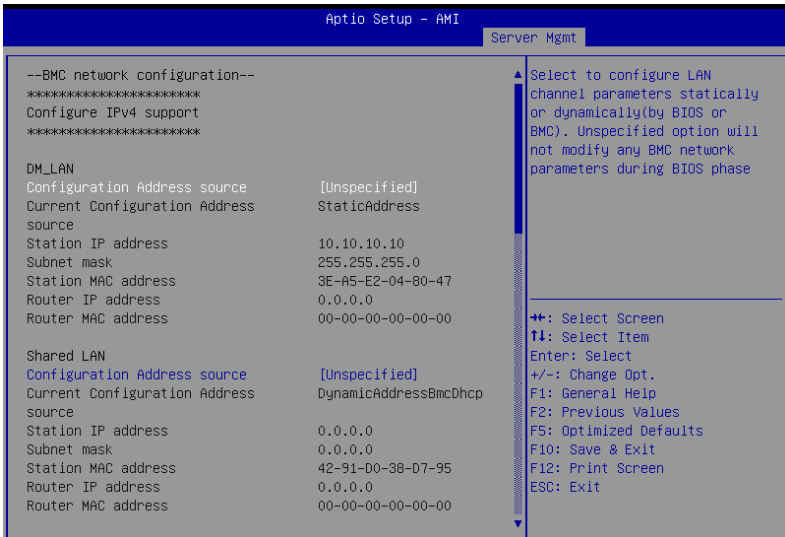 Aptio Setup - AMI
Server Mgmt
--BMC network configuration--
***********************
Configure IPv4 support
***********************
DM_LAN
Configuration Address source [Unspecified]
Current Configuration Address StaticAddress
source
Station IP address 10.10.10.10
Subnet mask 255.255.255.0
Station MAC address 3E-A5-E2-04-80-47
Router IP address 0.0.0.0
Router MAC address 00-00-00-00-00-00
Shared LAN
Configuration Address source [Unspecified]
Current Configuration Address DynamicAddressBmcDhcp
source
Station IP address 0.0.0.0
Subnet mask 0.0.0.0
Station MAC address 42-91-D0-38-D7-95
Router IP address 0.0.0.0
Router MAC address 00-00-00-00-00-00
Select to configure LAN
channel parameters statically
or dynamically(by BIOS or
BMC). Unspecified option will
not modify any BMC network
parameters during BIOS phase
→←: Select Screen
↑↓: Select Item
Enter: Select
+/-: Change Opt.
F1: General Help
F2: Previous Values
F5: Optimized Defaults
F10: Save & Exit
F12: Print Screen
ESC: Exit